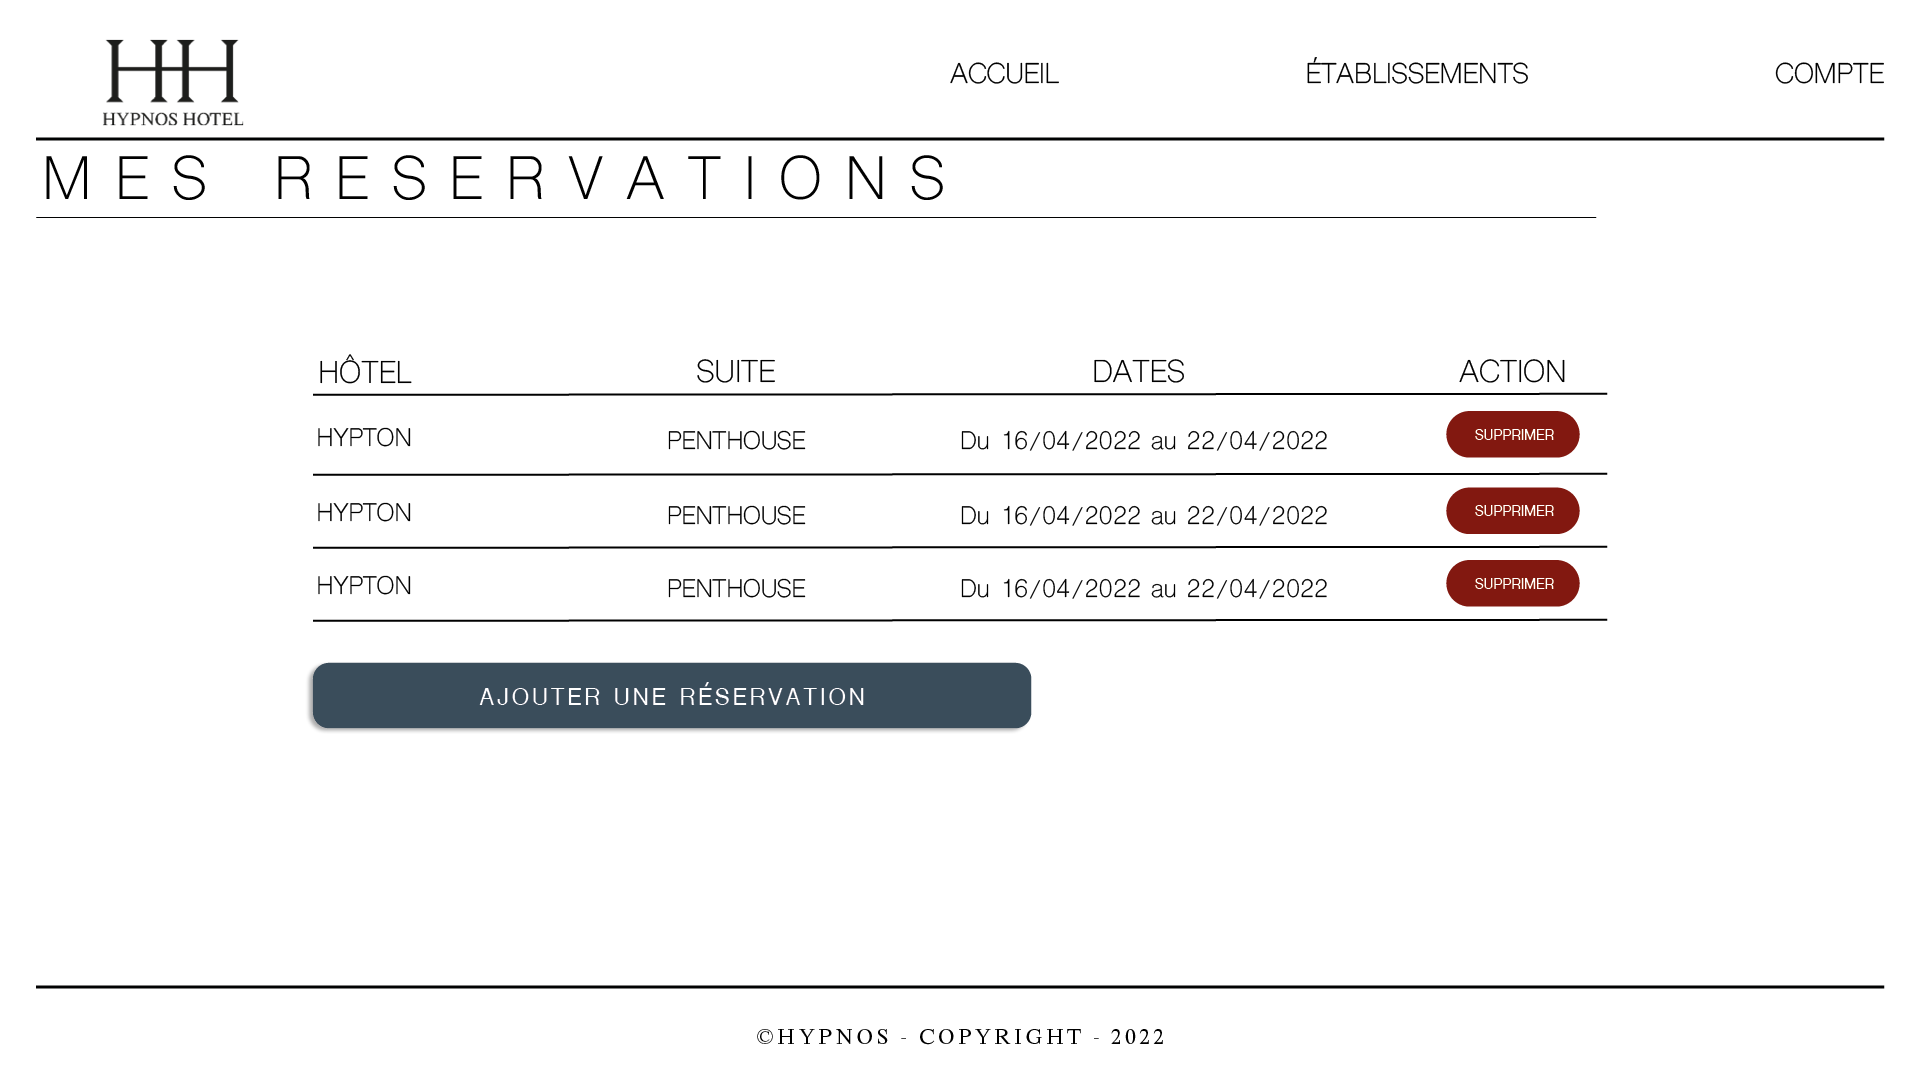 HH
HYPNOS HOTEL
ACCUEIL ÉTABLISSEMENTS COMPTE
MES RESERVATIONS
HÔTEL SUITE DATES ACTION
HYPTON PENTHOUSE Du 16/04/2022 au 22/04/2022 SUPPRIMER
HYPTON PENTHOUSE Du 16/04/2022 au 22/04/2022 SUPPRIMER
HYPTON PENTHOUSE Du 16/04/2022 au 22/04/2022 SUPPRIMER
AJOUTER UNE RÉSERVATION
©HYPNOS - COPYRIGHT - 2022